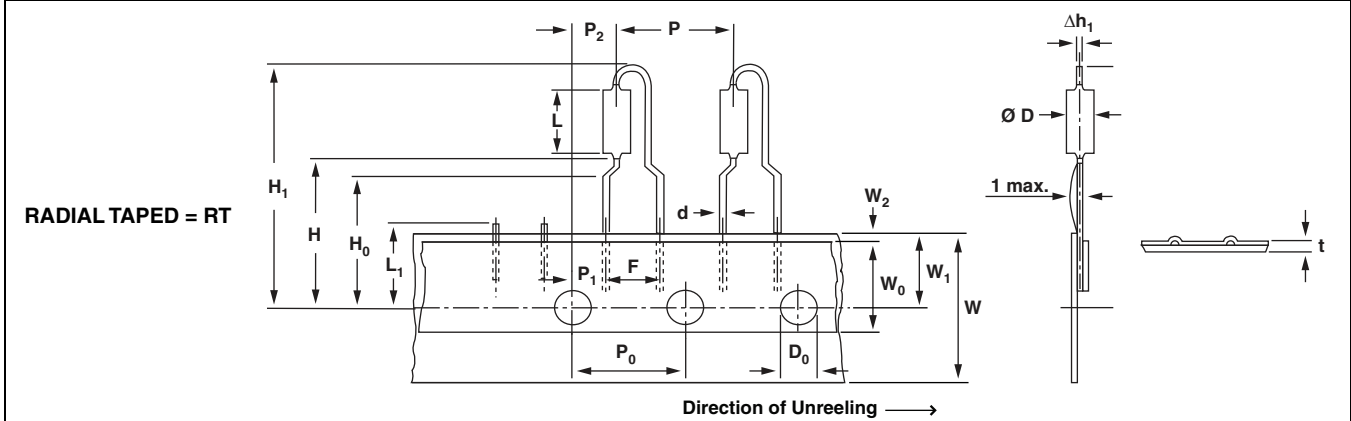 P₂
P
Δh₁
L
Ø D
H₁
H
H₀
L₁
RADIAL TAPED = RT
1 max.
d
W₂
P₁
F
W₀
W₁
W
t
P₀
D₀
Direction of Unreeling